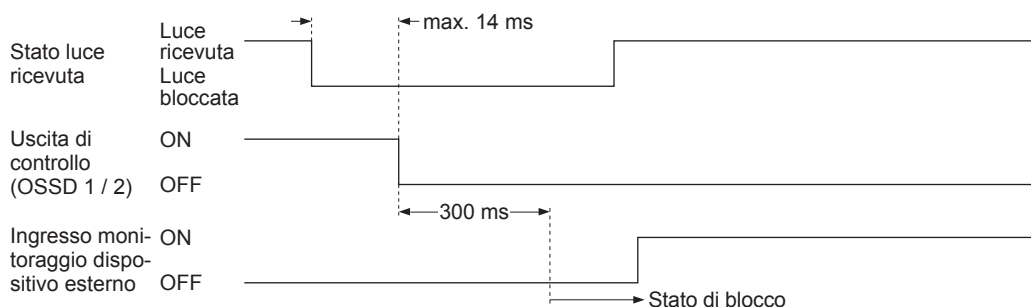 max. 14 ms
Stato luce
ricevuta
Luce
ricevuta
Luce
bloccata
Uscita di
controllo
(OSSD 1 / 2)
ON
OFF
300 ms
Ingresso moni-
toraggio dispo-
sitivo esterno
ON
OFF
Stato di blocco